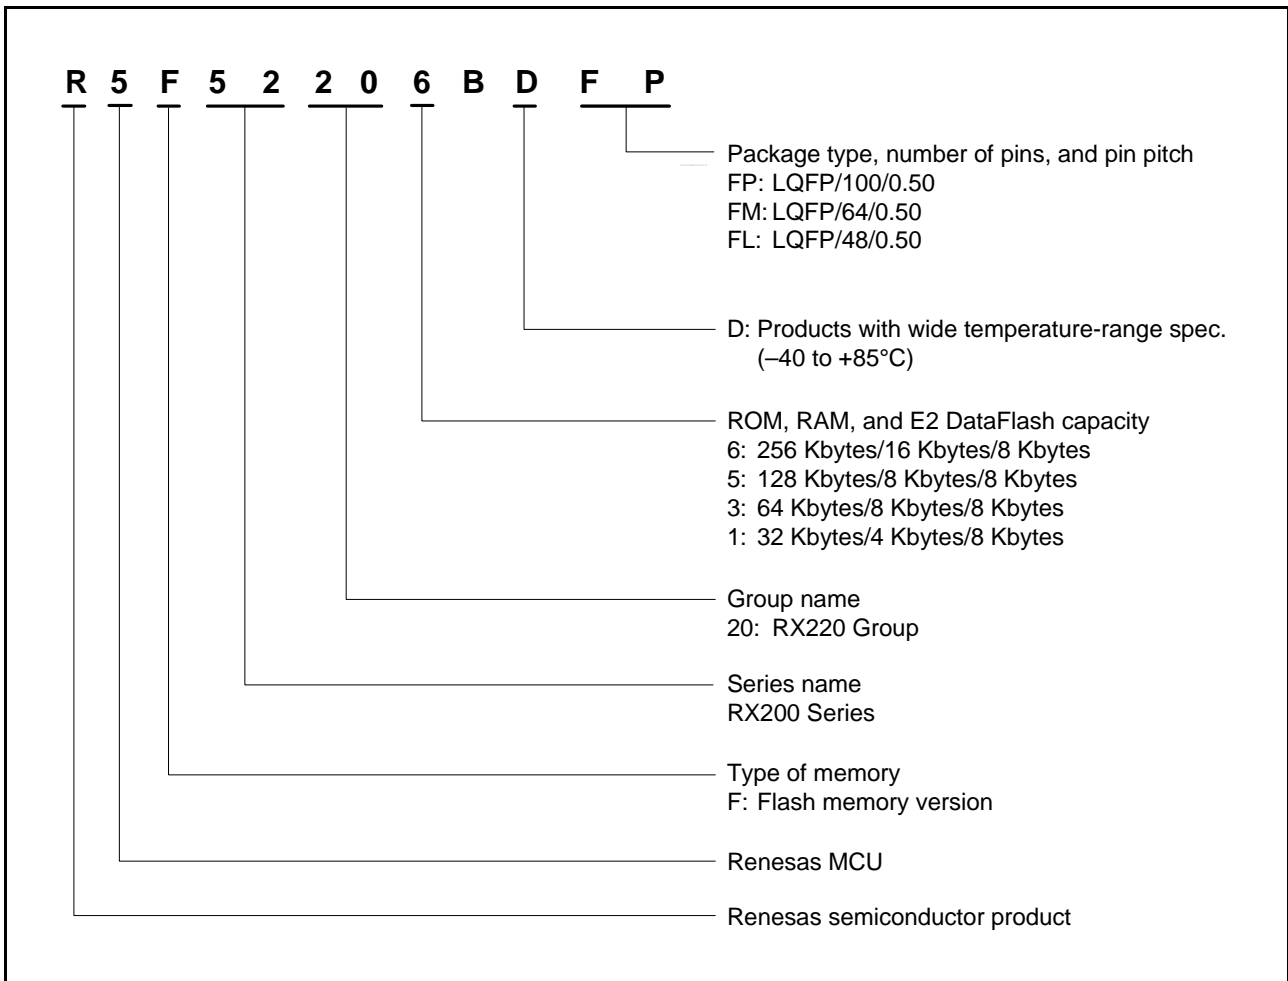 R 5 F 5 2 2 0 6 B D F P
Package type, number of pins, and pin pitch
FP: LQFP/100/0.50
FM: LQFP/64/0.50
FL: LQFP/48/0.50
D: Products with wide temperature-range spec.
(–40 to +85°C)
ROM, RAM, and E2 DataFlash capacity
6: 256 Kbytes/16 Kbytes/8 Kbytes
5: 128 Kbytes/8 Kbytes/8 Kbytes
3: 64 Kbytes/8 Kbytes/8 Kbytes
1: 32 Kbytes/4 Kbytes/8 Kbytes
Group name
20: RX220 Group
Series name
RX200 Series
Type of memory
F: Flash memory version
Renesas MCU
Renesas semiconductor product